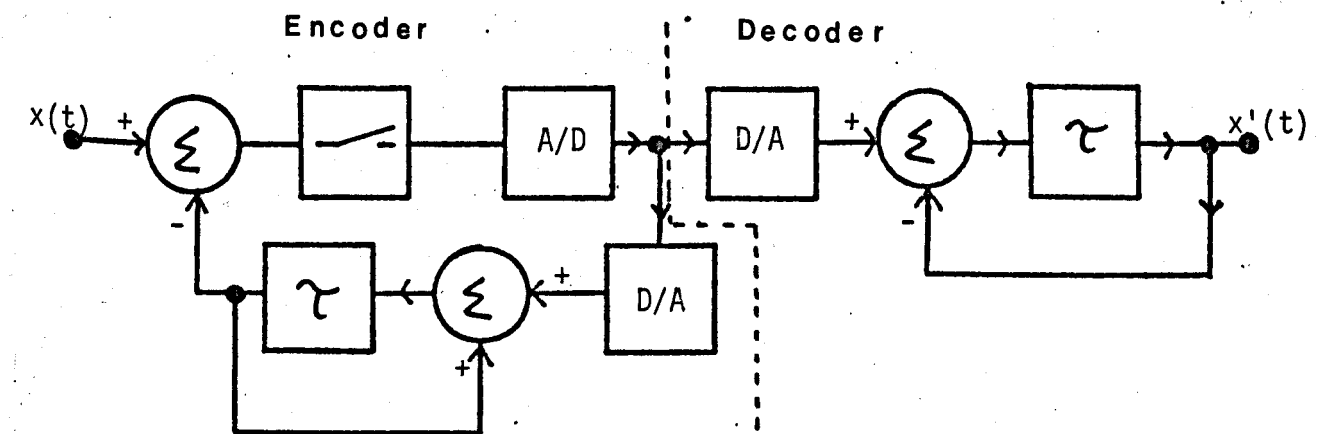 Encoder Decoder
x(t) + Σ A/D D/A + Σ τ x'(t)
- -
τ Σ + D/A
+